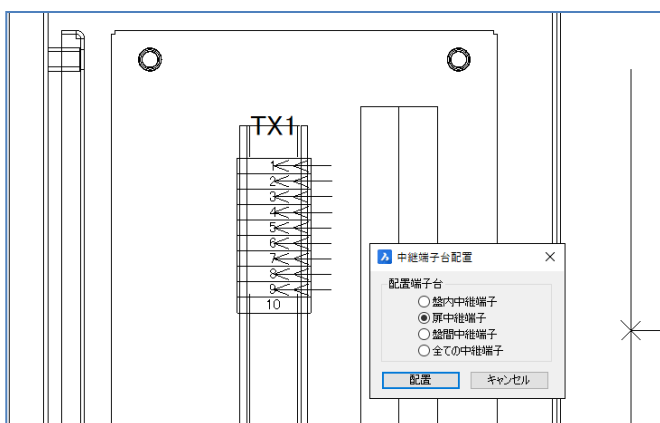 TX1
1
2
3
4
5
6
7
8
9
10
中継端子台配置
配置端子台
盤内中継端子
扉中継端子
盤間中継端子
全ての中継端子
配置
キャンセル